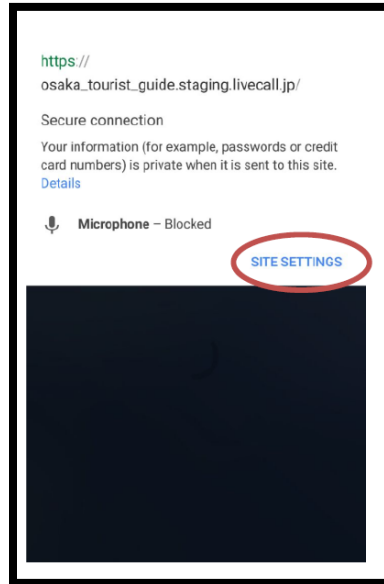 https://
osaka_tourist_guide.staging.livecall.jp/
Secure connection
Your information (for example, passwords or credit
card numbers) is private when it is sent to this site.
Details
Microphone – Blocked
SITE SETTINGS